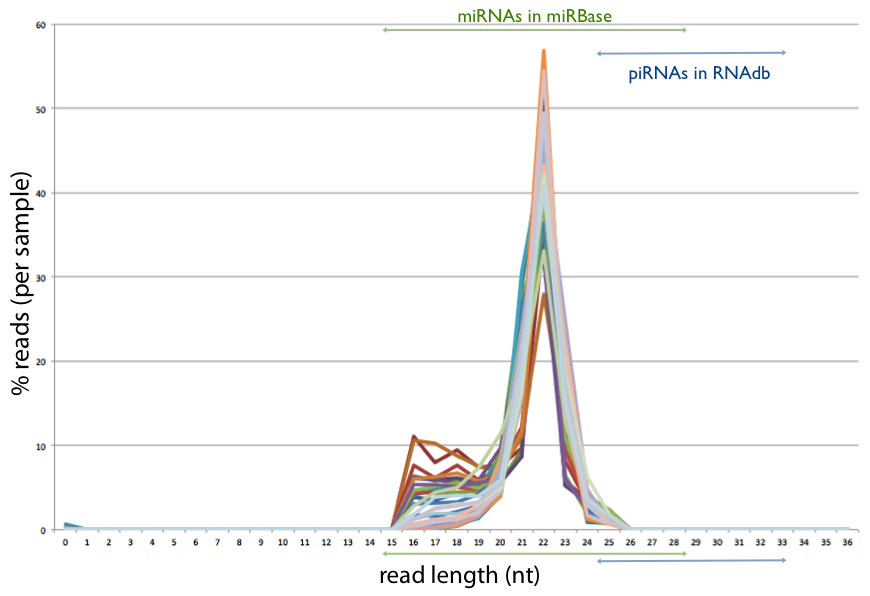 miRNAs in miRBase
piRNAs in RNAdb
% reads (per sample)
60
50
40
30
20
10
0
0 1 2 3 4 5 6 7 8 9 10 11 12 13 14 15 16 17 18 19 20 21 22 23 24 25 26 27 28 29 30 31 32 33 34 35 36
read length (nt)